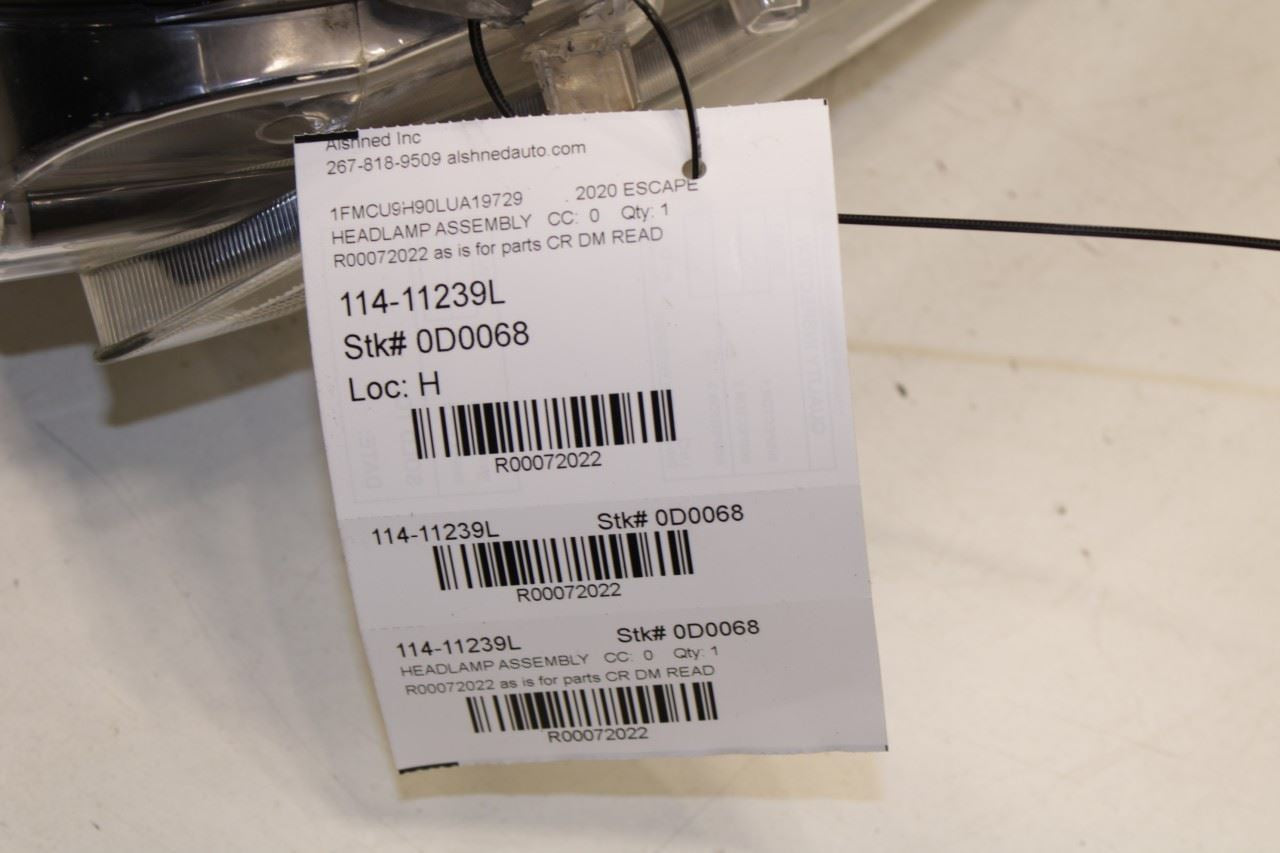 Alshned Inc
267-818-9509 alshnedauto.com
1FMCU9H90LUA19729 . 2020 ESCAPE
HEADLAMP ASSEMBLY CC: 0 Qty: 1
R00072022 as is for parts CR DM READ
114-11239L
Stk# 0D0068
Loc: H
R00072022
114-11239L Stk# 0D0068
R00072022
114-11239L Stk# 0D0068
HEADLAMP ASSEMBLY CC: 0 Qty: 1
R00072022 as is for parts CR DM READ
R00072022